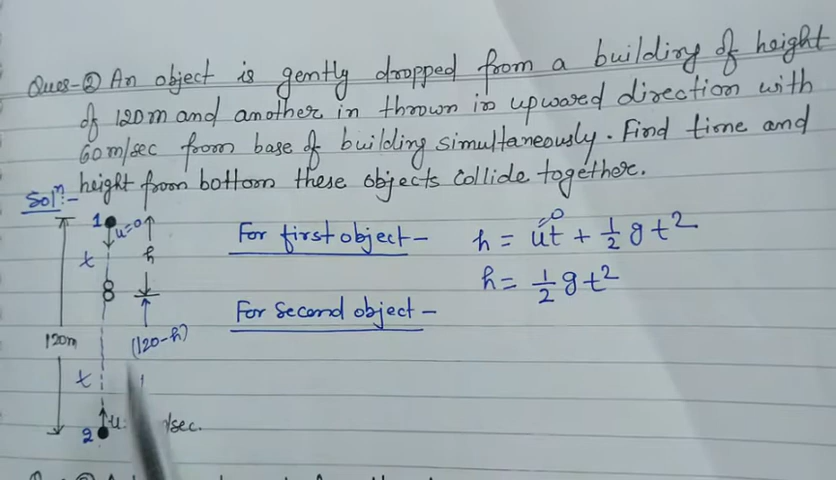 Ques-② An object is gently dropped from a building of height
of 120m and another in thrown in upward direction with
60m/sec from base of building simultaneously. Find time and
height from bottom these objects collide together.
Solⁿ:-
1 u=0
t h
120m
(120-h)
t
2 u /sec.
For first object - h = ut + 1/2 g t²
0
h = 1/2 g t²
For Second object -